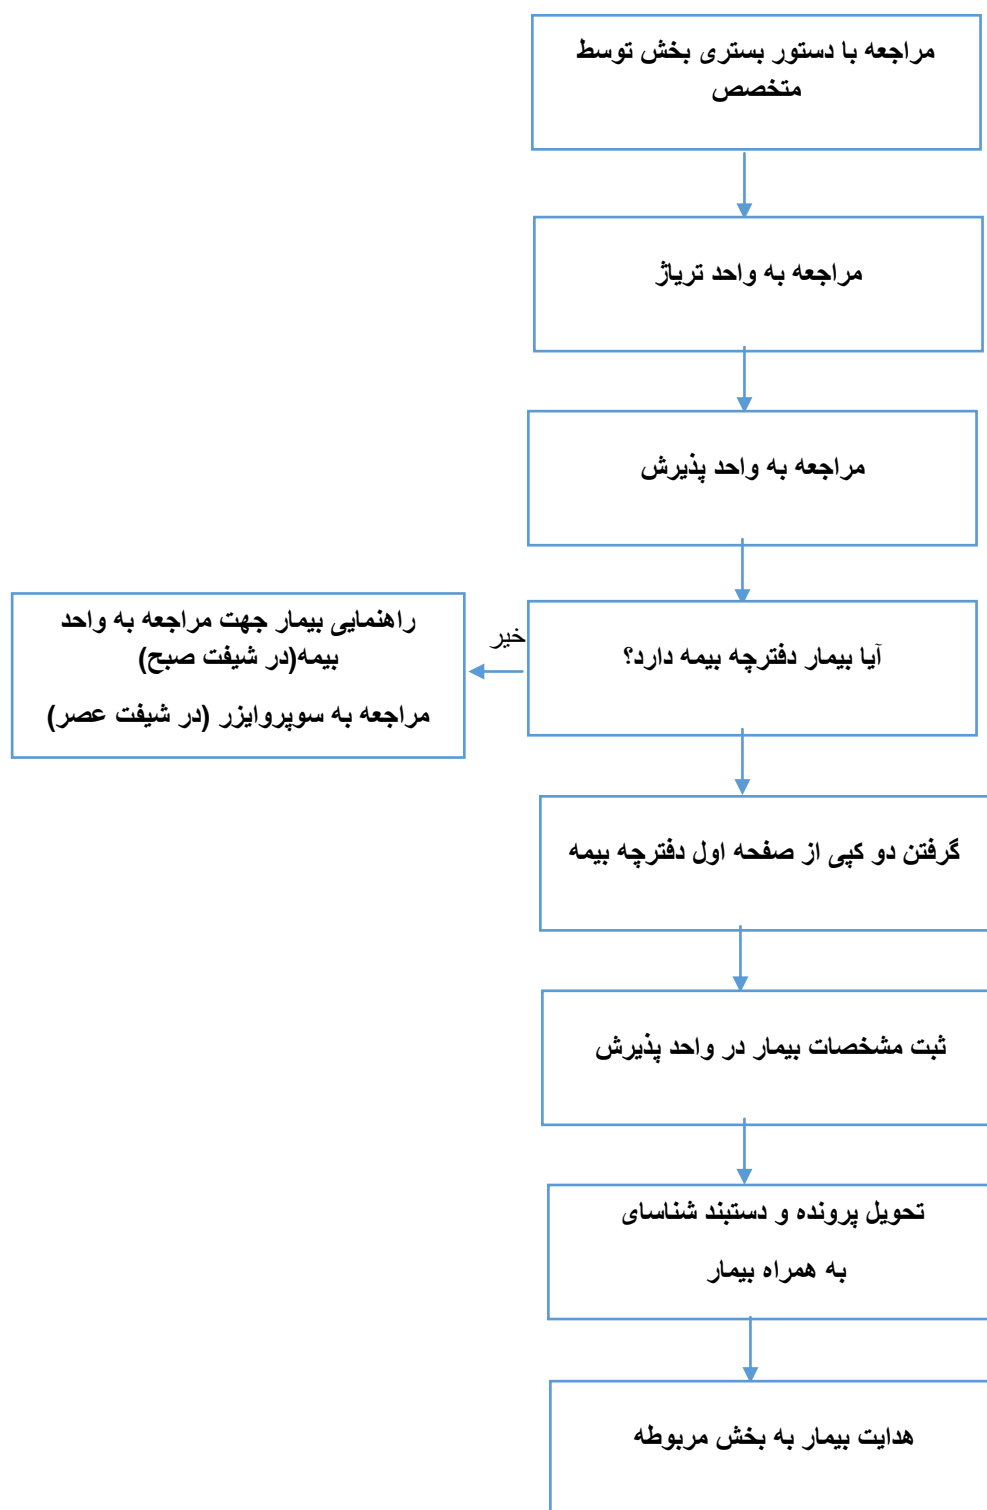 مراجعه با دستور بستری بخش توسط
متخصص
مراجعه به واحد تریاژ
مراجعه به واحد پذیرش
آیا بیمار دفترچه بیمه دارد؟
خیر
راهنمایی بیمار جهت مراجعه به واحد
بیمه(در شیفت صبح)
مراجعه به سوپروایزر (در شیفت عصر)
گرفتن دو کپی از صفحه اول دفترچه بیمه
ثبت مشخصات بیمار در واحد پذیرش
تحویل پرونده و دستبند شناسای
به همراه بیمار
هدایت بیمار به بخش مربوطه